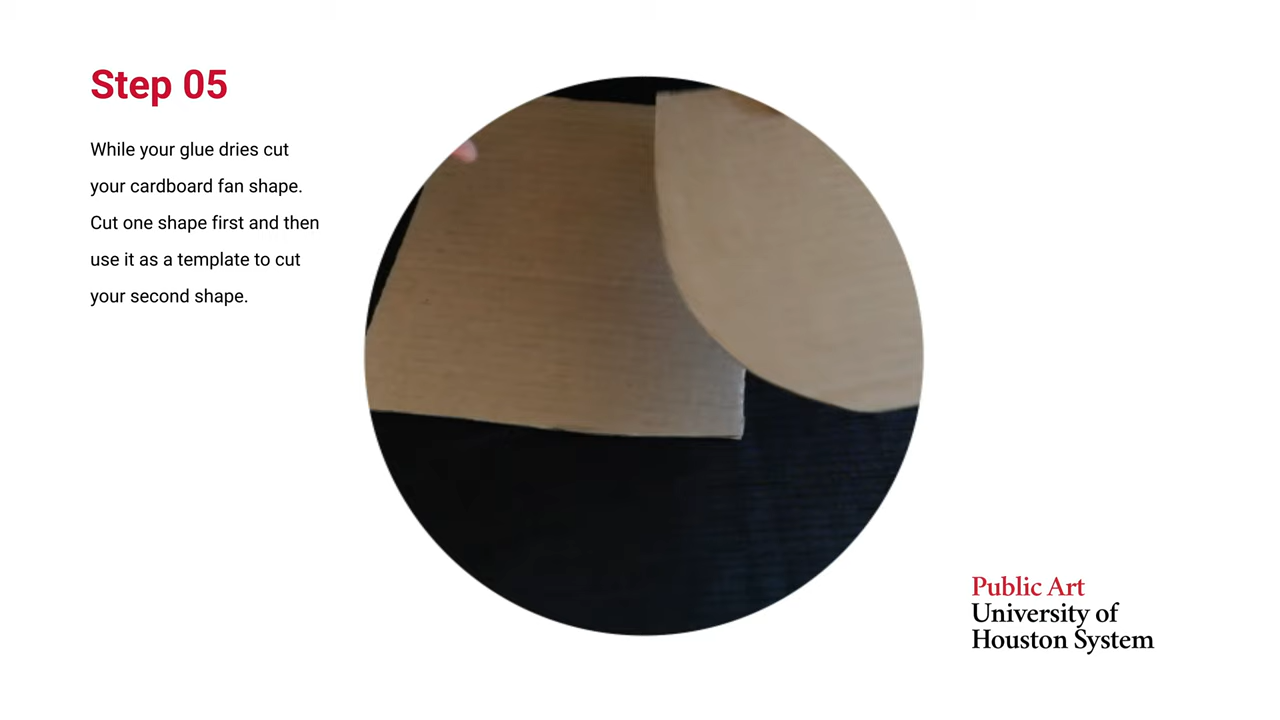 Step 05
While your glue dries cut
your cardboard fan shape.
Cut one shape first and then
use it as a template to cut
your second shape.
Public Art
University of
Houston System